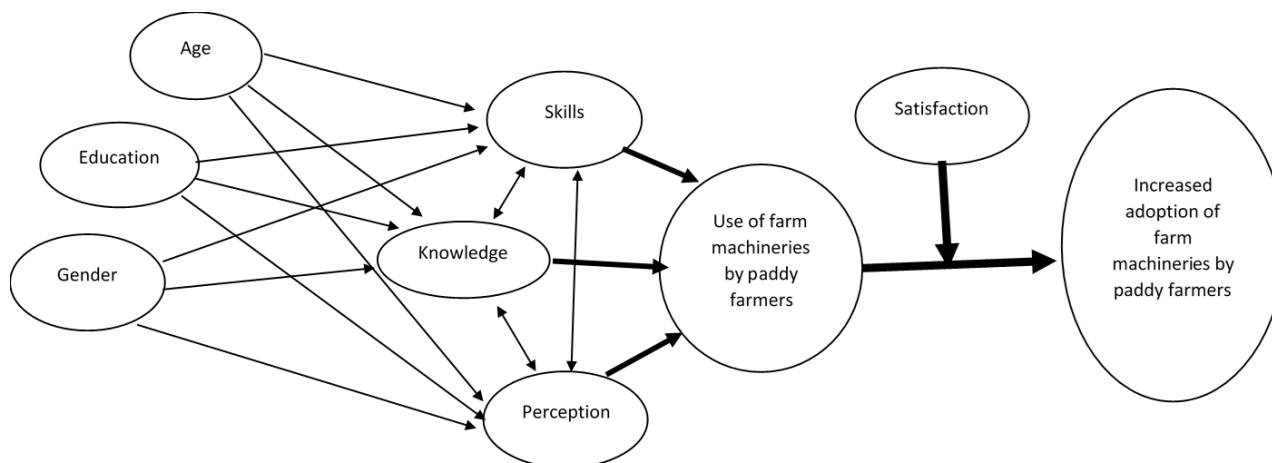 Age
Education
Gender
Skills
Knowledge
Perception
Use of farm
machineries
by paddy
farmers
Satisfaction
Increased
adoption of
farm
machineries by
paddy farmers